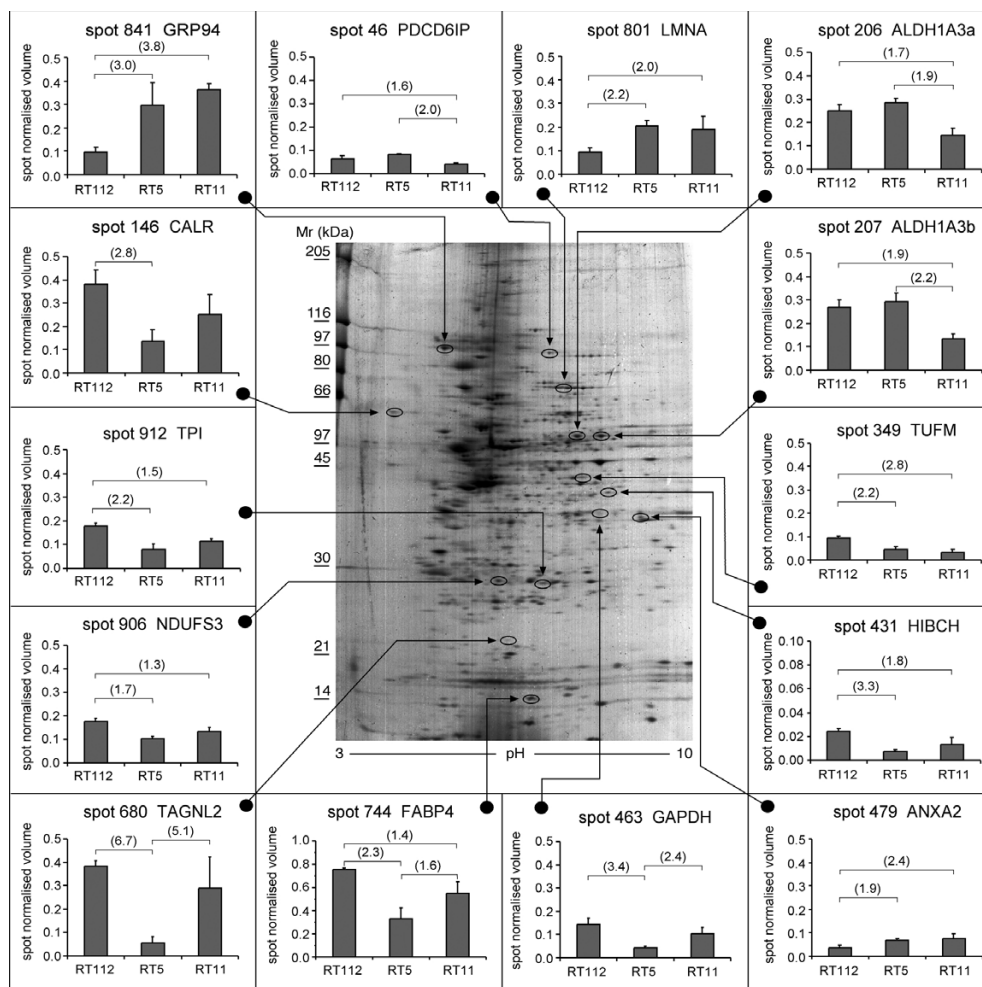 spot 841 GRP94
spot normalised volume
0.5
0.4
0.3
0.2
0.1
0.0
(3.8)
(3.0)
RT112 RT5 RT11
spot 46 PDCD6IP
spot normalised volume
0.5
0.4
0.3
0.2
0.1
0.0
(1.6)
(2.0)
RT112 RT5 RT11
spot 801 LMNA
spot normalised volume
0.5
0.4
0.3
0.2
0.1
0.0
(2.0)
(2.2)
RT112 RT5 RT11
spot 206 ALDH1A3a
spot normalised volume
0.5
0.4
0.3
0.2
0.1
0.0
(1.7)
(1.9)
RT112 RT5 RT11
spot 146 CALR
spot normalised volume
0.5
0.4
0.3
0.2
0.1
0.0
(2.8)
RT112 RT5 RT11
Mr (kDa)
205
116
97
80
66
97
45
30
21
14
3 pH 10
spot 207 ALDH1A3b
spot normalised volume
0.5
0.4
0.3
0.2
0.1
0.0
(1.9)
(2.2)
RT112 RT5 RT11
spot 912 TPI
spot normalised volume
0.5
0.4
0.3
0.2
0.1
0.0
(1.5)
(2.2)
RT112 RT5 RT11
spot 349 TUFM
spot normalised volume
0.5
0.4
0.3
0.2
0.1
0.0
(2.8)
(2.2)
RT112 RT5 RT11
spot 906 NDUFS3
spot normalised volume
0.5
0.4
0.3
0.2
0.1
0.0
(1.3)
(1.7)
RT112 RT5 RT11
spot 431 HIBCH
spot normalised volume
0.10
0.08
0.06
0.04
0.02
0.00
(1.8)
(3.3)
RT112 RT5 RT11
spot 680 TAGNL2
spot normalised volume
0.5
0.4
0.3
0.2
0.1
0.0
(6.7) (5.1)
RT112 RT5 RT11
spot 744 FABP4
spot normalised volume
1.0
0.8
0.6
0.4
0.2
0.0
(1.4)
(2.3)
(1.6)
RT112 RT5 RT11
spot 463 GAPDH
spot normalised volume
0.5
0.4
0.3
0.2
0.1
0.0
(3.4) (2.4)
RT112 RT5 RT11
spot 479 ANXA2
spot normalised volume
0.5
0.4
0.3
0.2
0.1
0.0
(2.4)
(1.9)
RT112 RT5 RT11